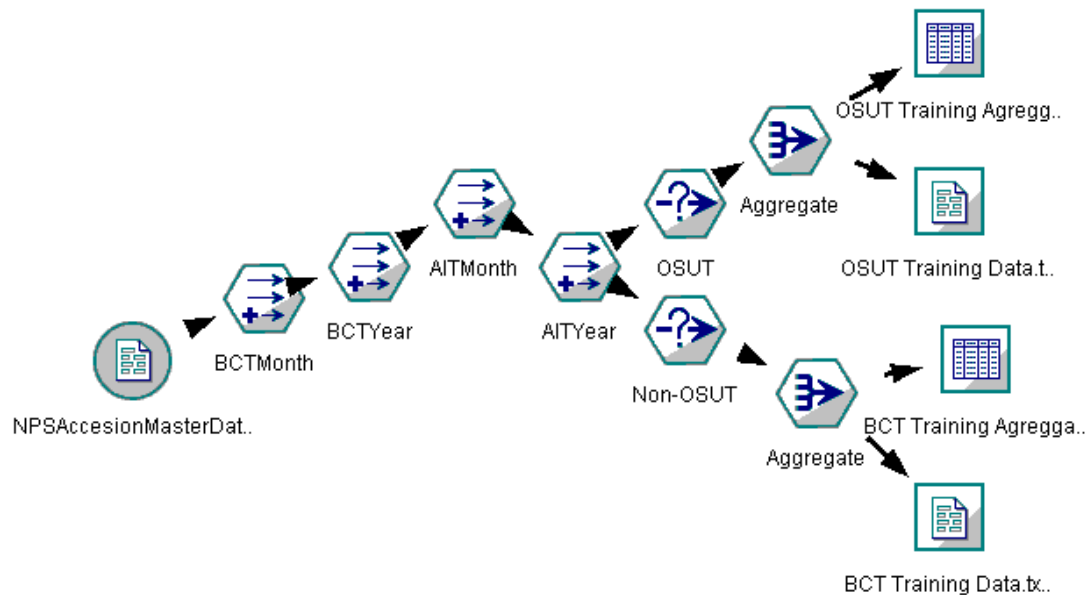 OSUT Training Agregg..
Aggregate
AITMonth
OSUT
OSUT Training Data.t..
BCTYear
AITYear
BCTMonth
Non-OSUT
NPSAccesionMasterDat..
BCT Training Agregga..
Aggregate
BCT Training Data.tx..